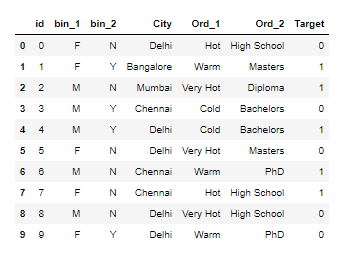 id bin_1 bin_2 City Ord_1 Ord_2 Target
0 0 F N Delhi Hot High School 0
1 1 F Y Bangalore Warm Masters 1
2 2 M N Mumbai Very Hot Diploma 1
3 3 M Y Chennai Cold Bachelors 0
4 4 M Y Delhi Cold Bachelors 1
5 5 F N Delhi Very Hot Masters 0
6 6 M N Chennai Warm PhD 1
7 7 F N Chennai Hot High School 1
8 8 M N Delhi Very Hot High School 0
9 9 F Y Delhi Warm PhD 0